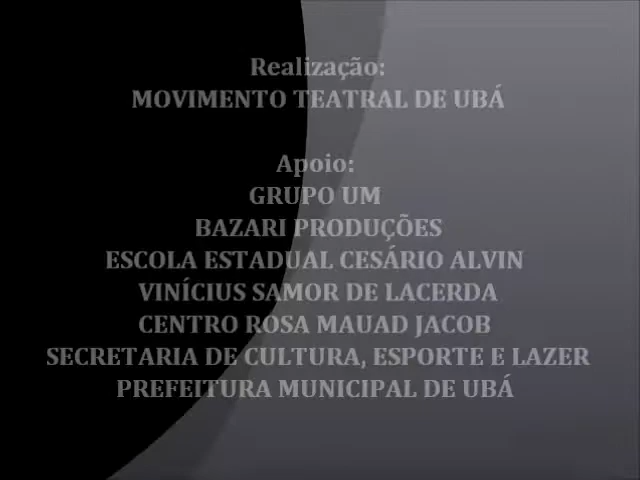 Realização:
MOVIMENTO TEATRAL DE UBÁ
Apoio:
GRUPO UM
BAZARI PRODUÇÕES
ESCOLA ESTADUAL CESÁRIO ALVIN
VINÍCIUS SAMOR DE LACERDA
CENTRO ROSA MAUAD JACOB
SECRETARIA DE CULTURA, ESPORTE E LAZER
PREFEITURA MUNICIPAL DE UBÁ